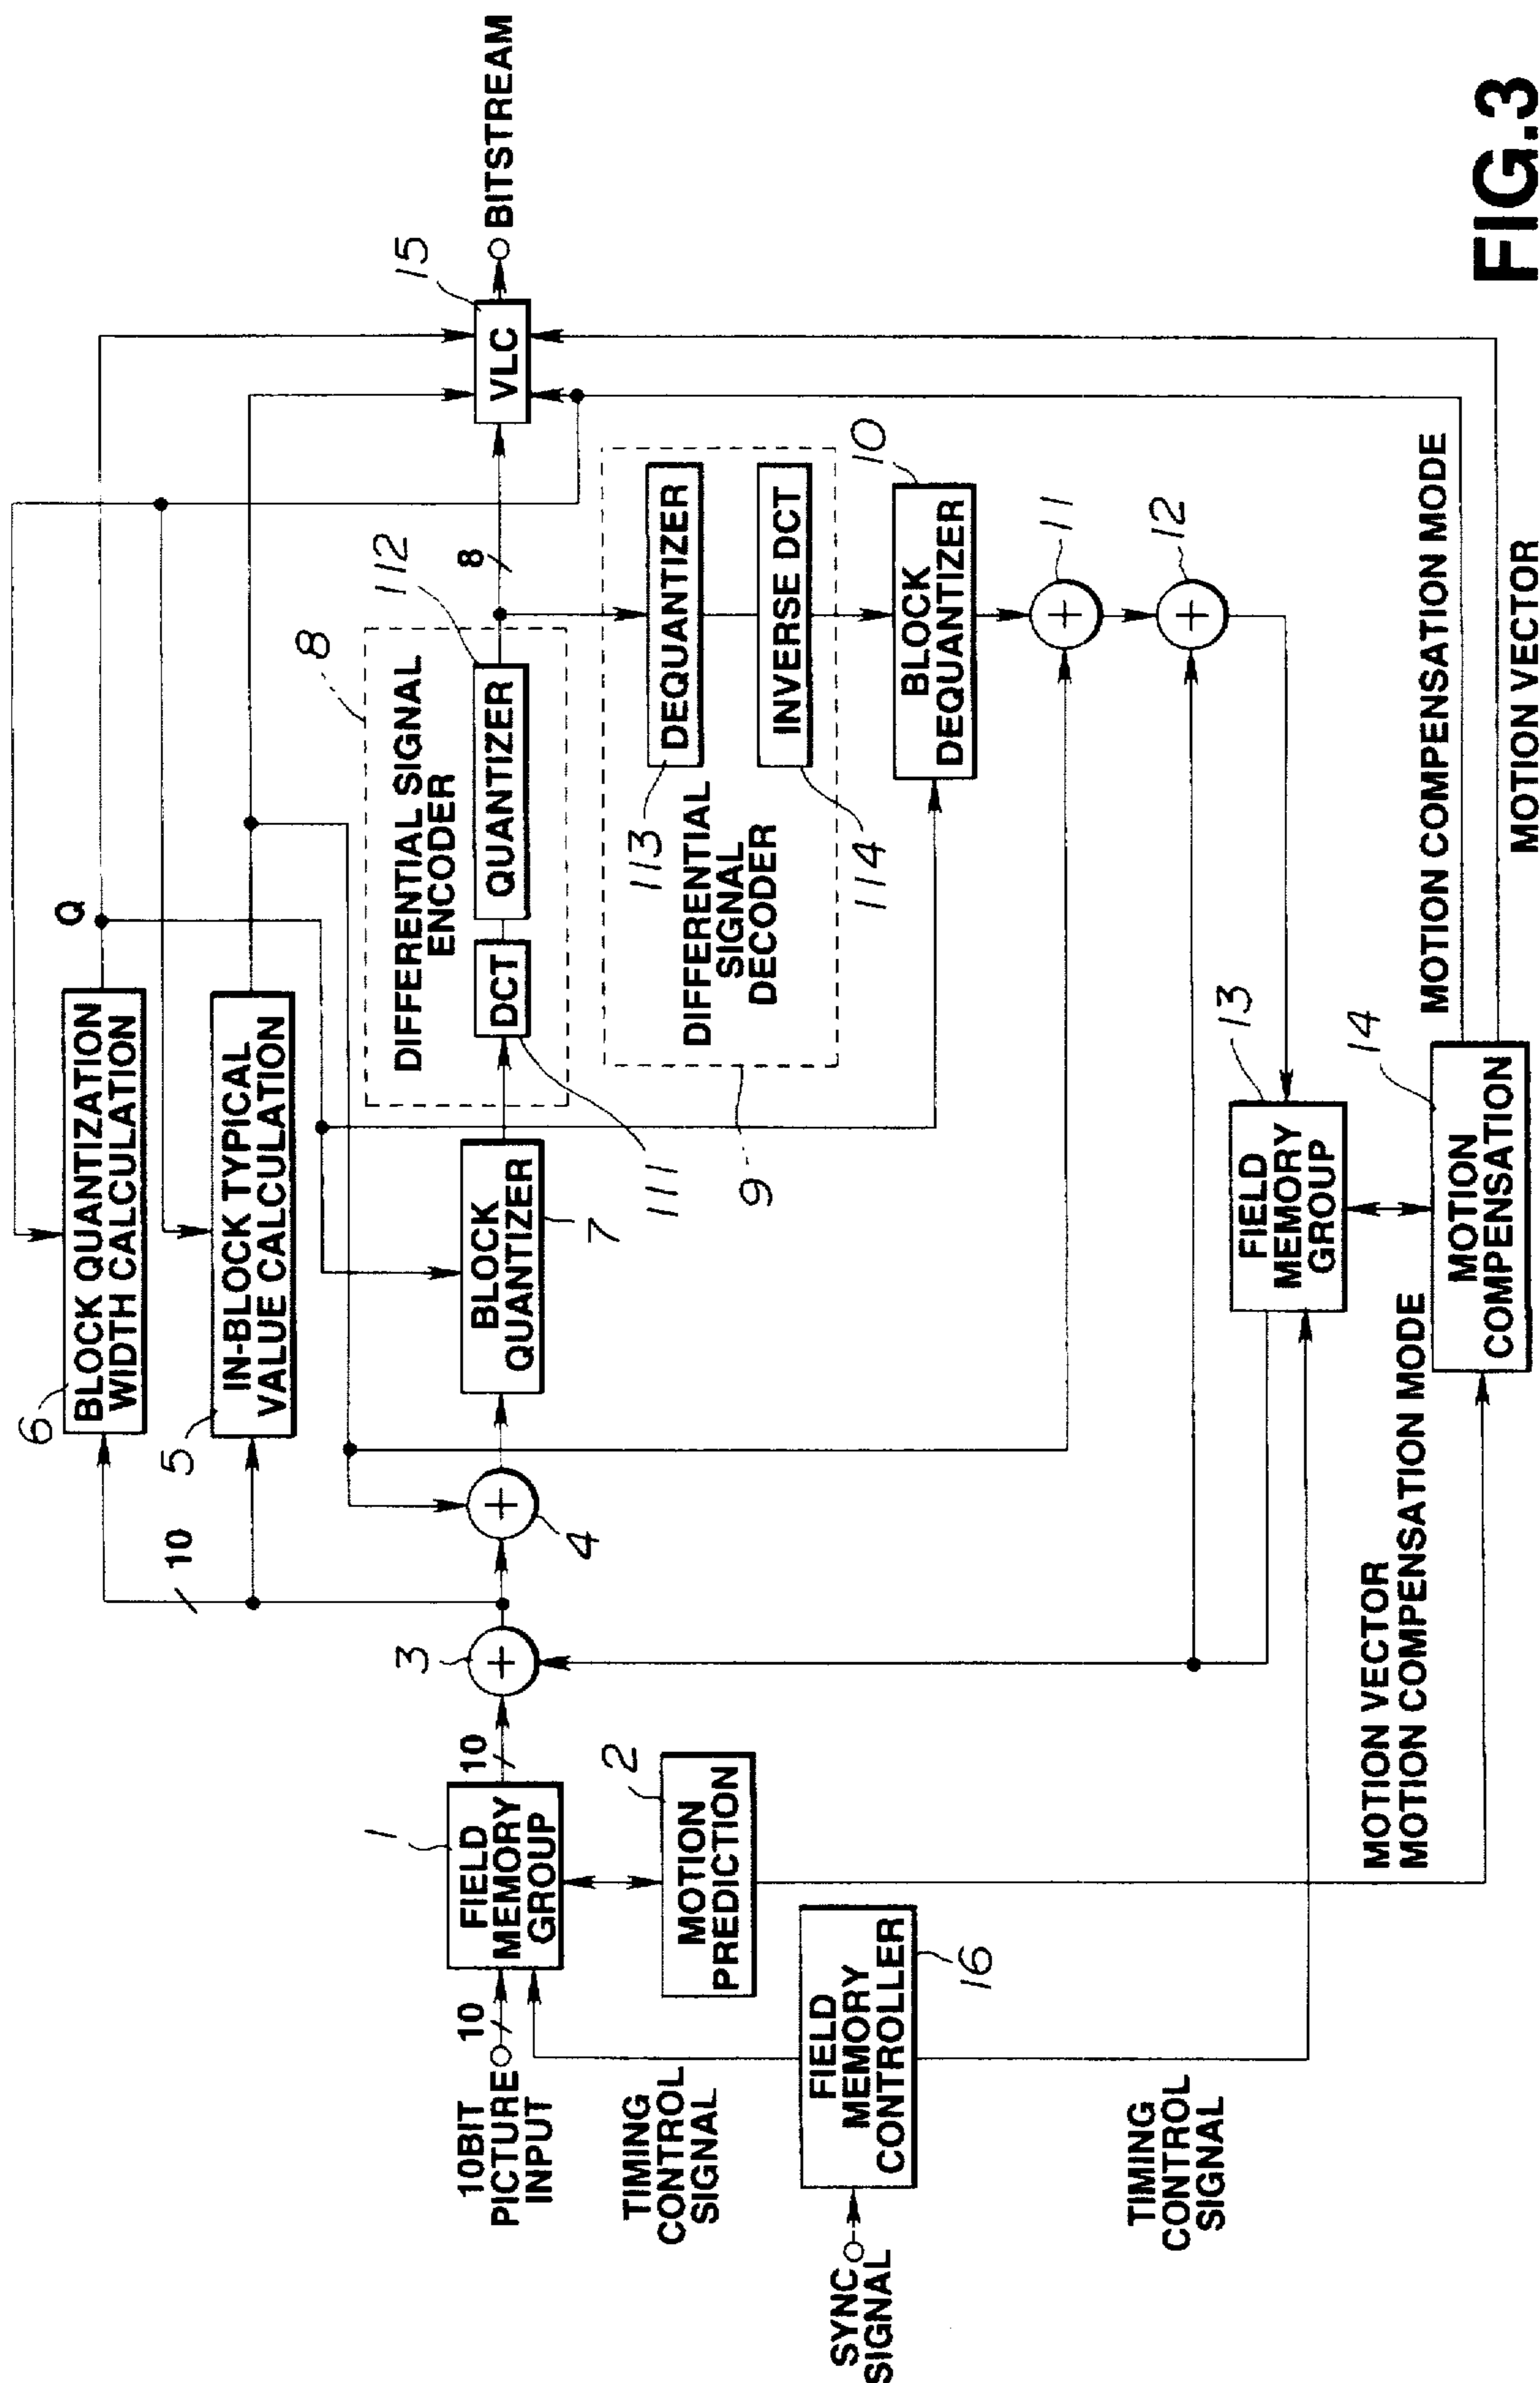 6
BLOCK QUANTIZATION
WIDTH CALCULATION
Q
10
5
IN-BLOCK TYPICAL
VALUE CALCULATION
8
DIFFERENTIAL SIGNAL
ENCODER
112
15
10BIT
PICTURE
INPUT
10
1
FIELD
MEMORY
GROUP
10
3
4
BLOCK
QUANTIZER
7
DCT
111
QUANTIZER
8
VLC
BITSTREAM
TIMING
CONTROL
SIGNAL
2
MOTION
PREDICTION
9
DIFFERENTIAL
SIGNAL
DECODER
113
DEQUANTIZER
114
INVERSE DCT
SYNC
SIGNAL
FIELD
MEMORY
CONTROLLER
16
10
BLOCK
DEQUANTIZER
11
+
12
+
+
+
TIMING
CONTROL
SIGNAL
13
FIELD
MEMORY
GROUP
MOTION VECTOR
MOTION COMPENSATION MODE
14
MOTION
COMPENSATION
MOTION COMPENSATION MODE
MOTION VECTOR
FIG.3